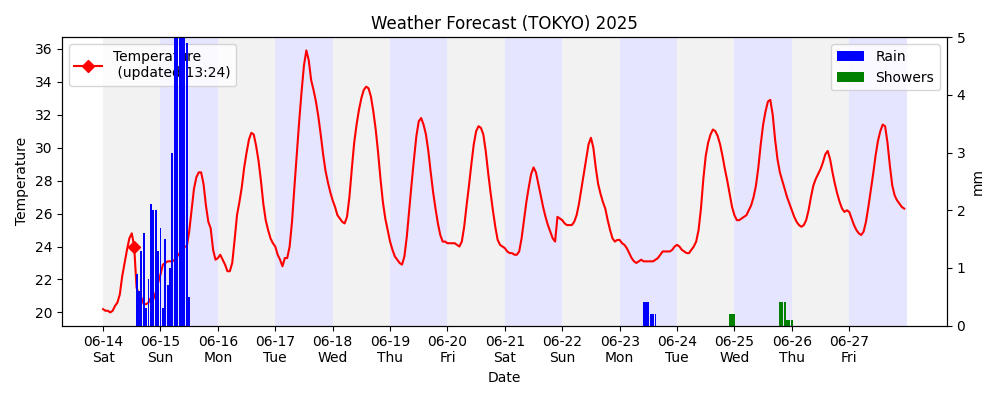 Weather Forecast (TOKYO) 2025
Temperature
(updated 13:24)
Rain
Showers
Temperature
36
34
32
30
28
26
24
22
20
5
4
3
2
1
0
mm
06-14 06-15 06-16 06-17 06-18 06-19 06-20 06-21 06-22 06-23 06-24 06-25 06-26 06-27
Sat Sun Mon Tue Wed Thu Fri Sat Sun Mon Tue Wed Thu Fri
Date